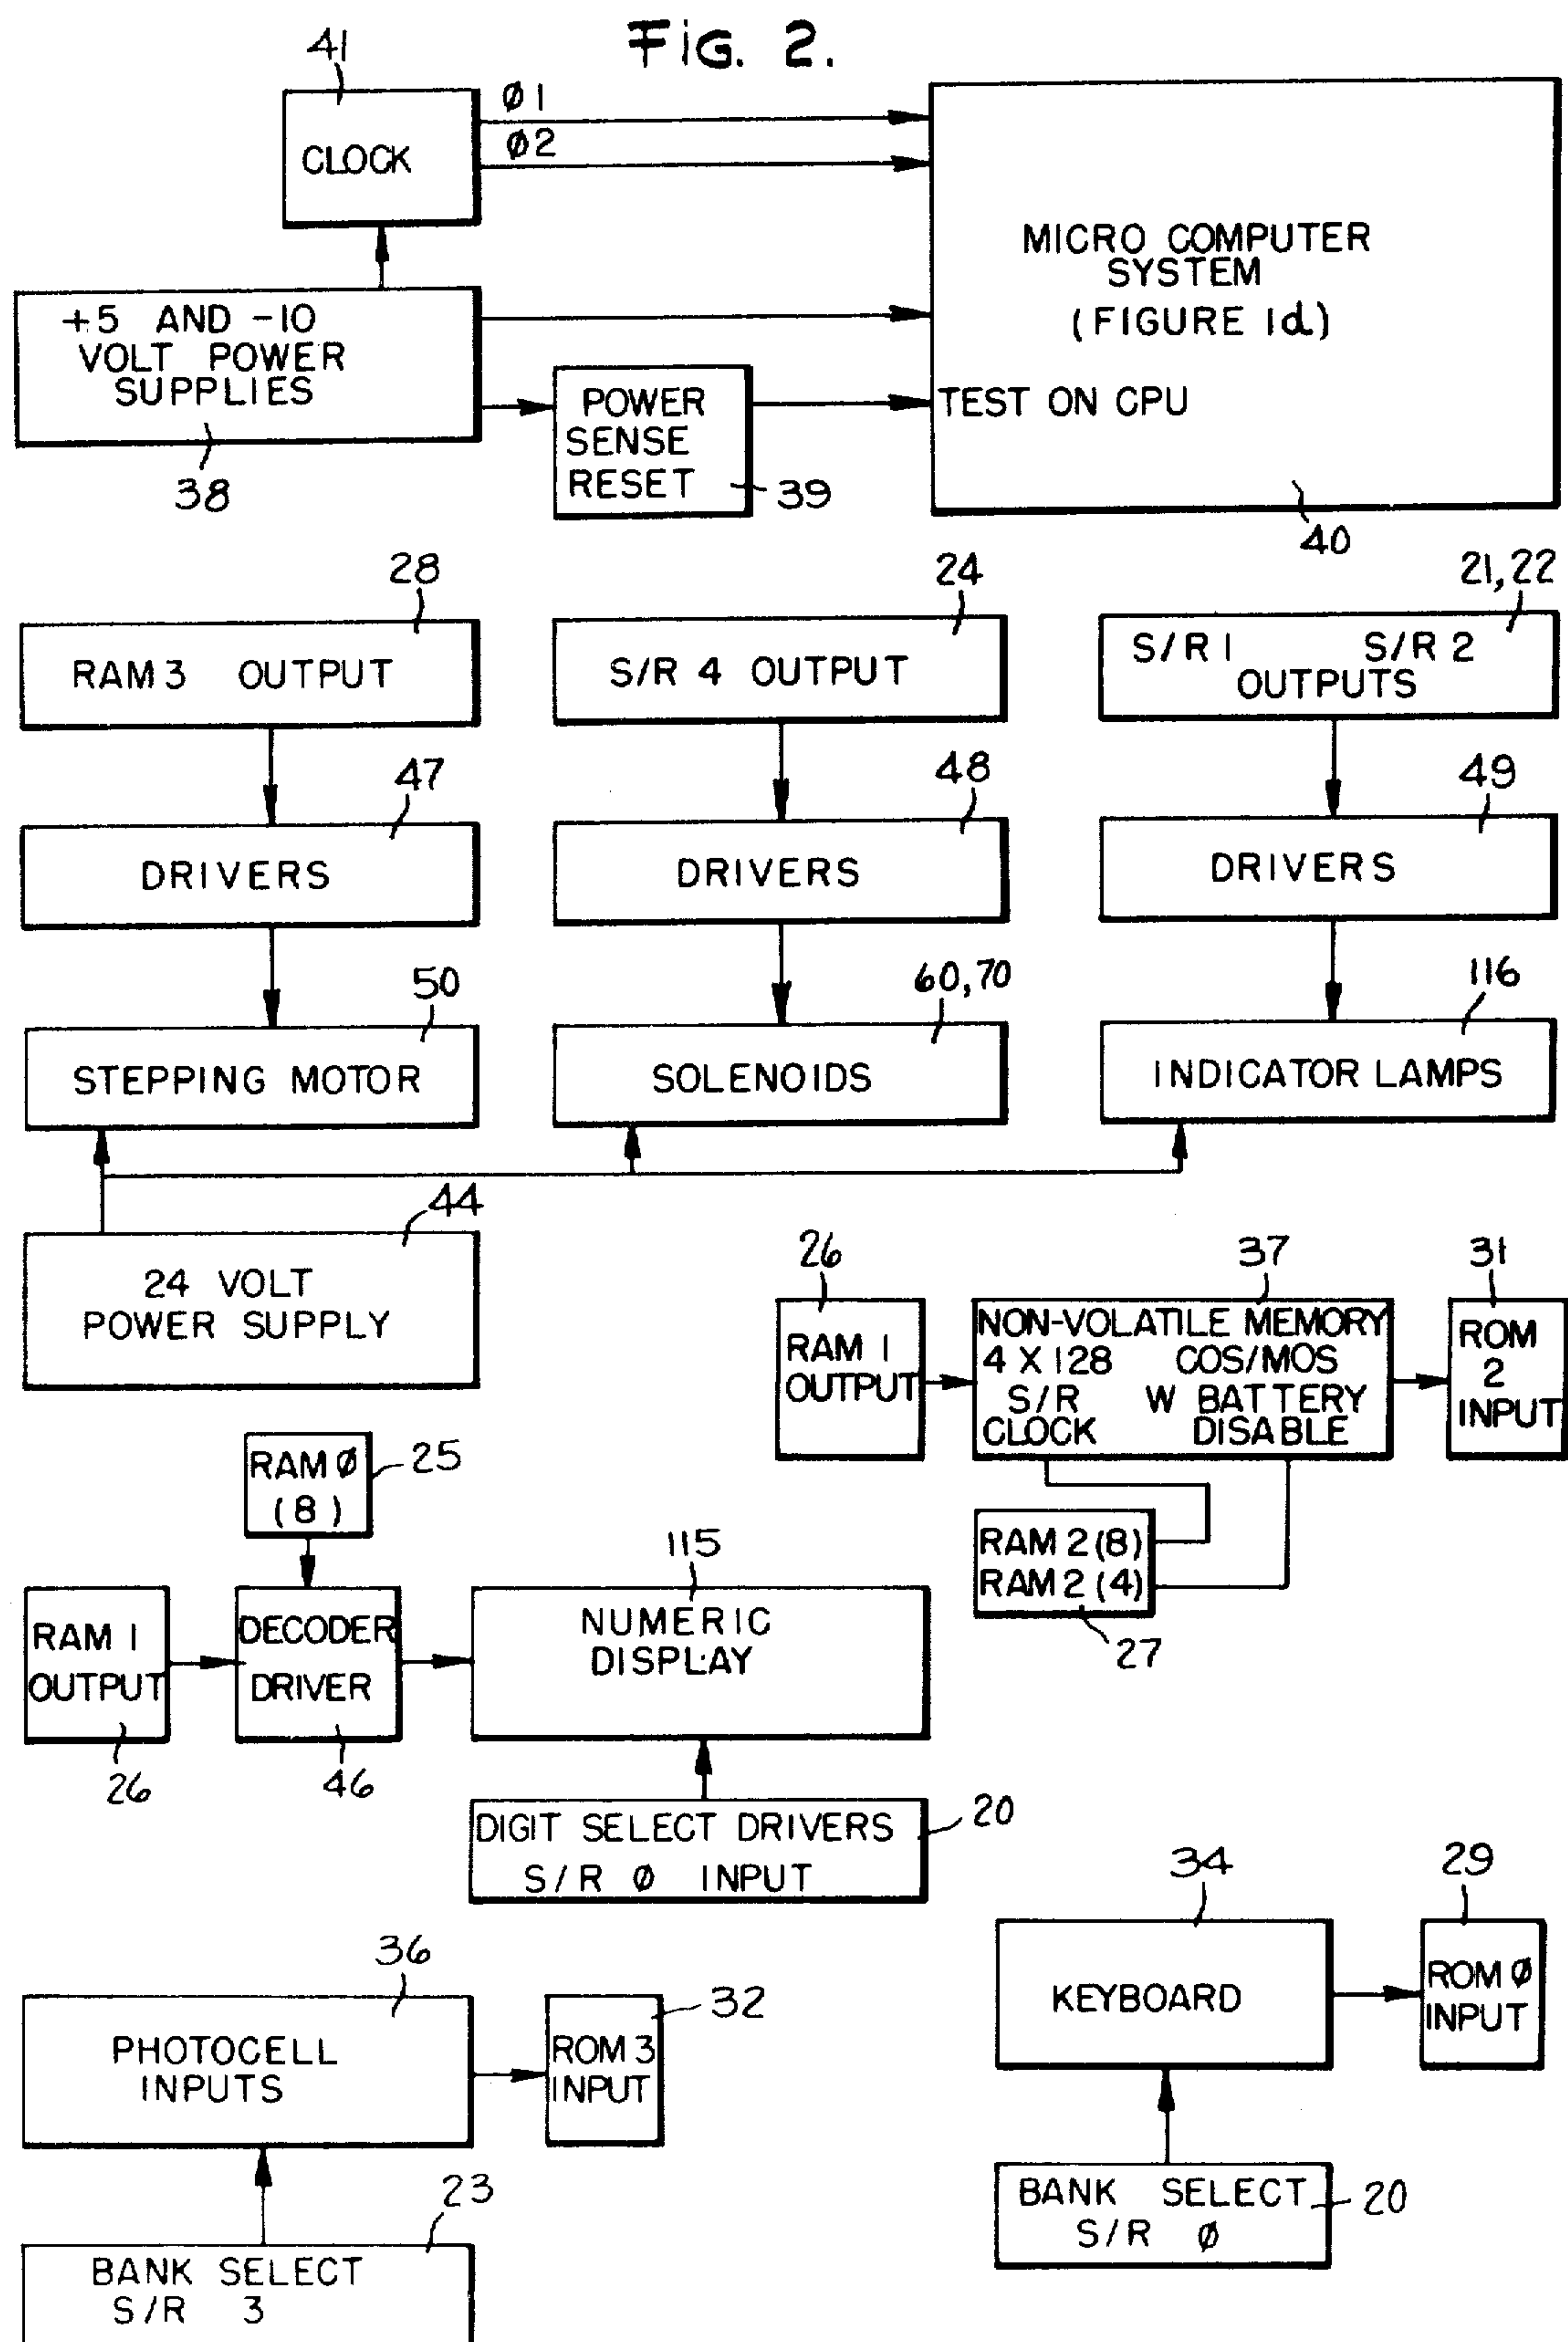 FiG. 2.
41
CLOCK
Ø1
Ø2
MICRO COMPUTER
SYSTEM
(FIGURE 1d)
TEST ON CPU
40
+5 AND -10
VOLT POWER
SUPPLIES
38
POWER
SENSE
RESET
39
28
RAM 3 OUTPUT
24
S/R 4 OUTPUT
21, 22
S/R 1 S/R 2
OUTPUTS
47
DRIVERS
48
DRIVERS
49
DRIVERS
50
STEPPING MOTOR
60, 70
SOLENOIDS
116
INDICATOR LAMPS
44
24 VOLT
POWER SUPPLY
26
RAM 1
OUTPUT
37
NON-VOLATILE MEMORY
4 X 128 COS/MOS
S/R W BATTERY
CLOCK DISABLE
31
ROM
2
INPUT
RAM 2 (8)
RAM 2 (4)
27
RAM Ø
(8)
25
RAM 1
OUTPUT
26
DECODER
DRIVER
46
115
NUMERIC
DISPLAY
DIGIT SELECT DRIVERS
S/R Ø INPUT
20
36
PHOTOCELL
INPUTS
ROM 3
INPUT
32
23
BANK SELECT
S/R 3
34
KEYBOARD
29
ROM Ø
INPUT
BANK SELECT
S/R Ø
20